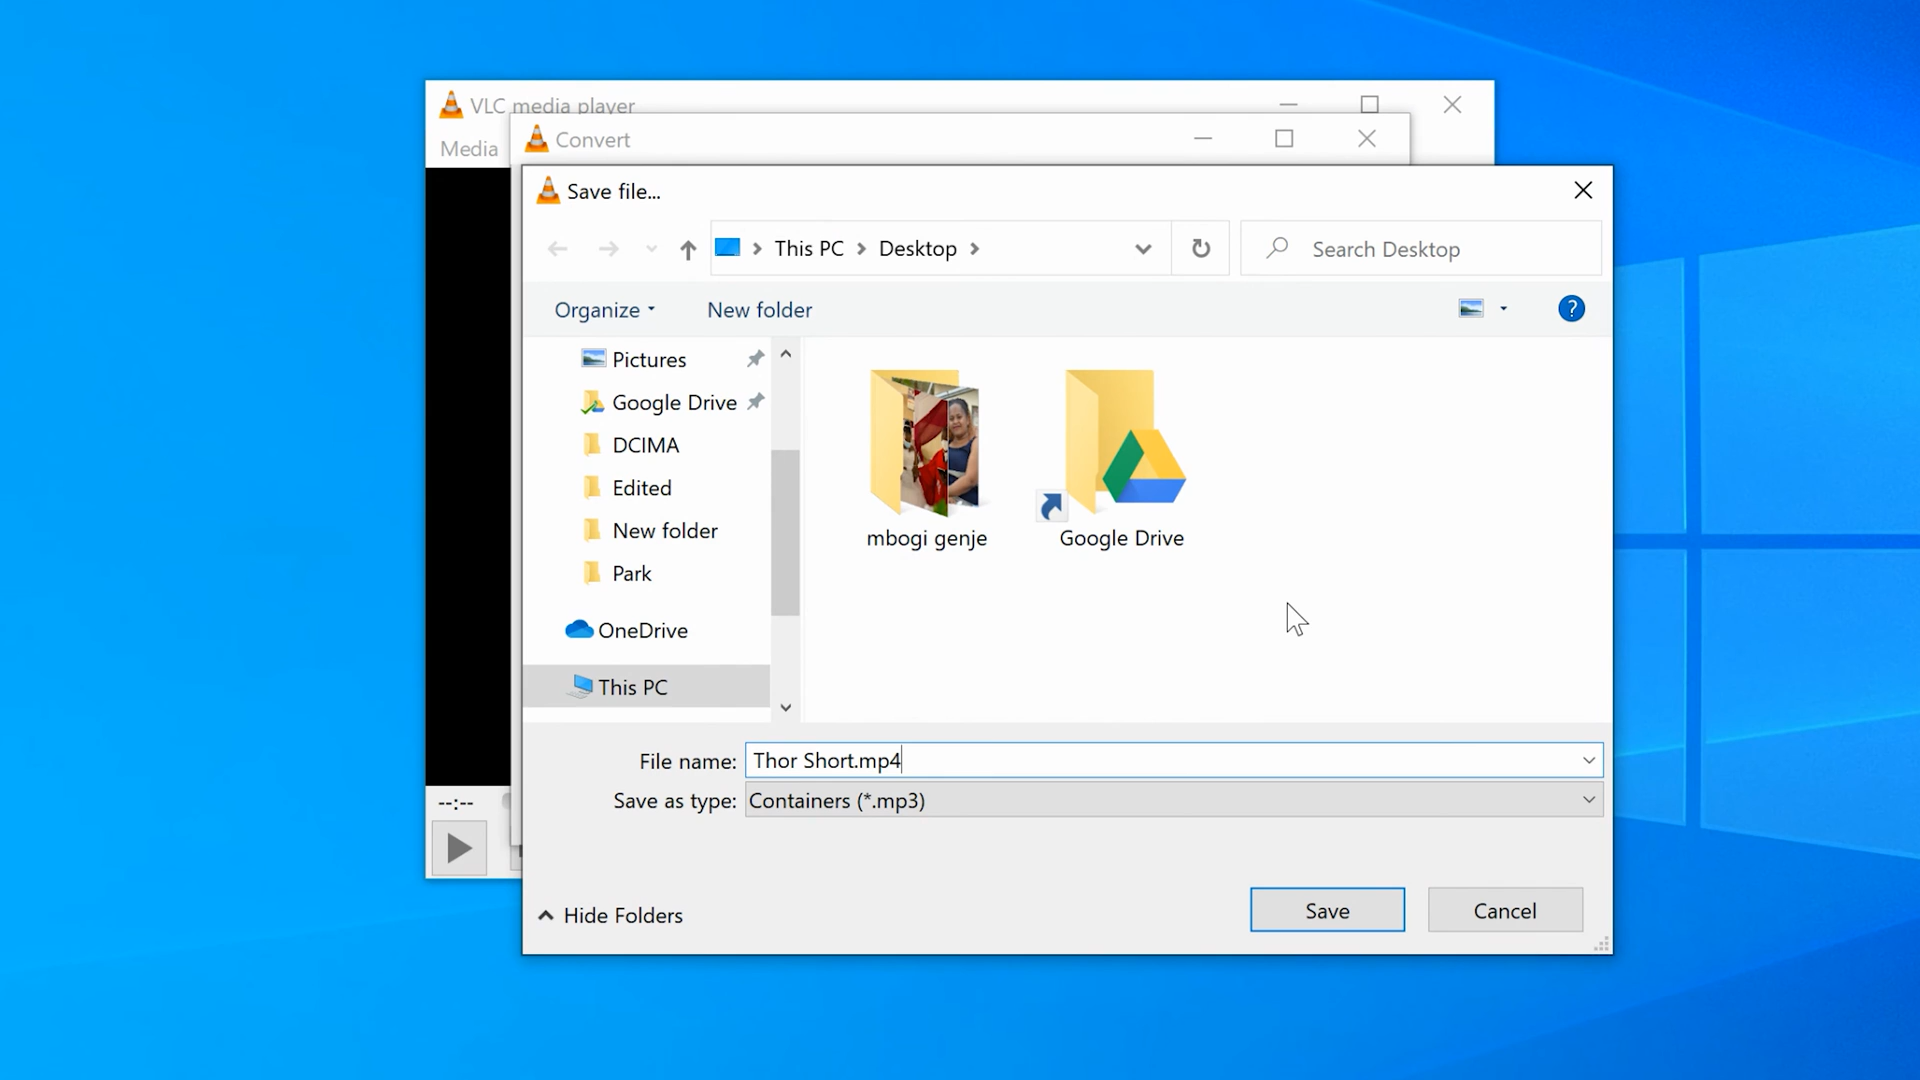 VLC media player
Media
Convert
Save file...
This PC
Desktop
Search Desktop
Organize
New folder
?
Pictures
Google Drive
DCIMA
Edited
New folder
Park
OneDrive
This PC
mbogi genje
Google Drive
File name: Thor Short.mp4
Save as type: Containers (*.mp3)
--:--
Hide Folders
Save
Cancel